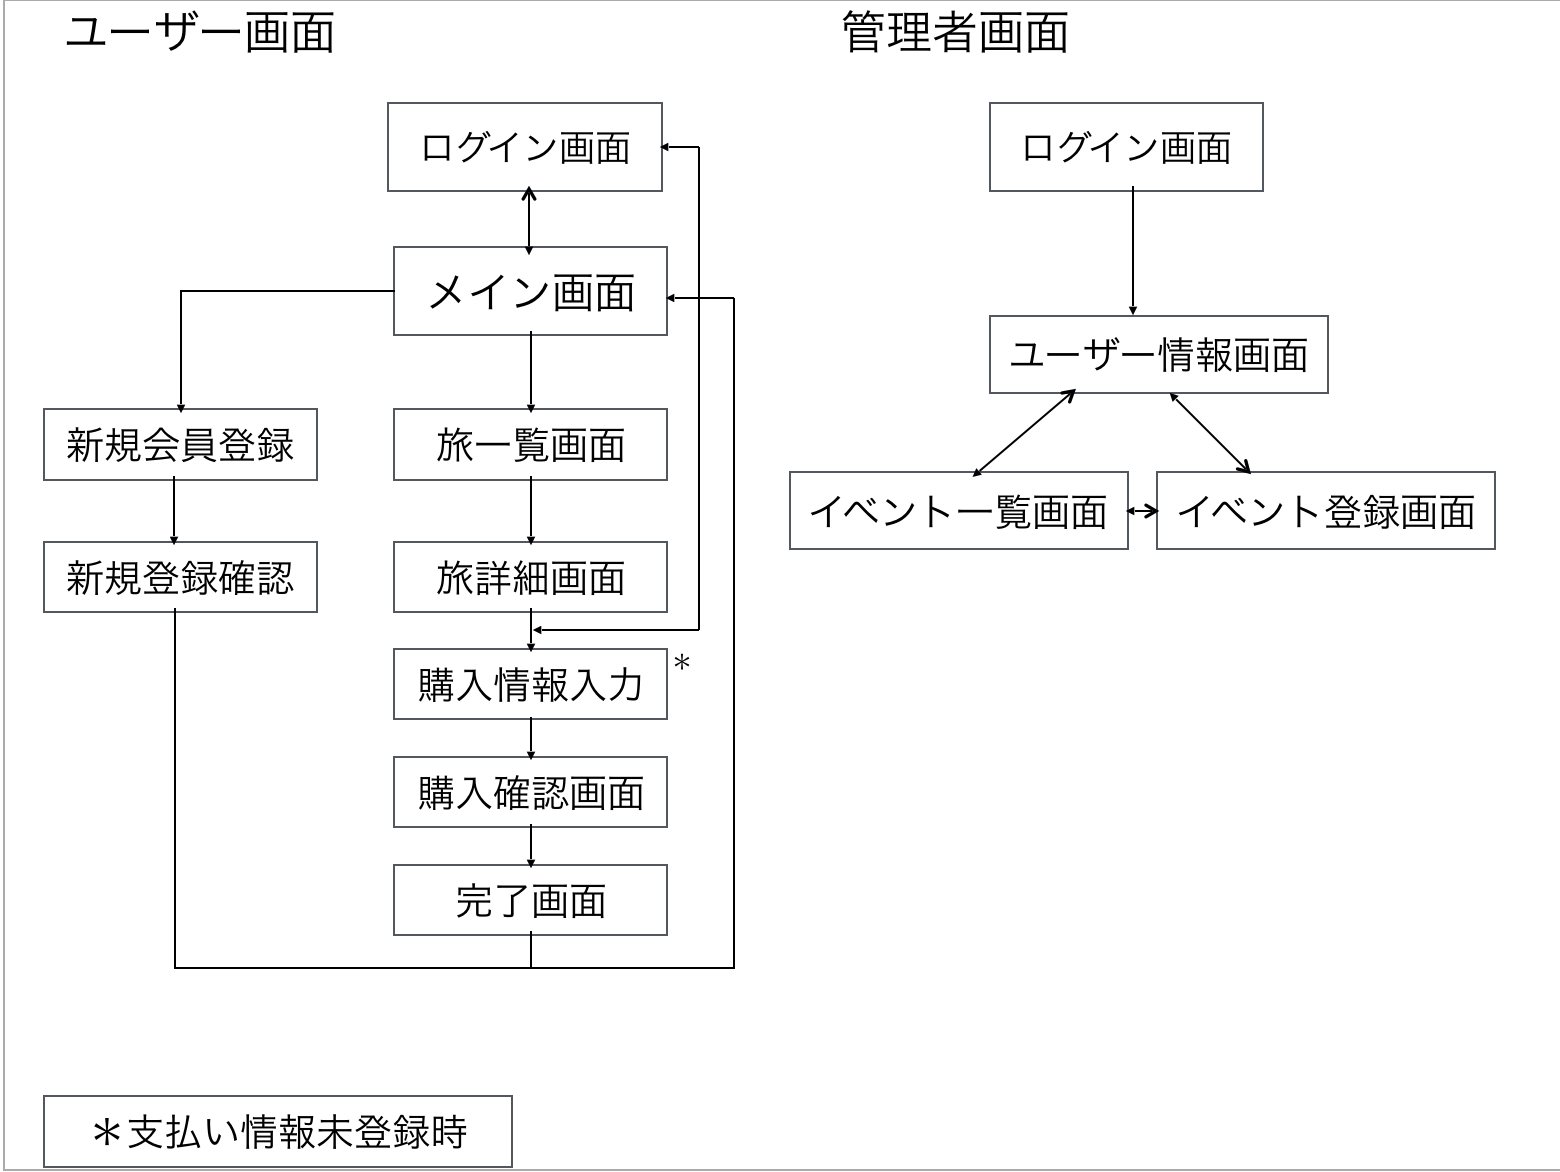 ユーザー画面
ログイン画面
メイン画面
新規会員登録
新規登録確認
旅一覧画面
旅詳細画面
購入情報入力
＊
購入確認画面
完了画面
＊支払い情報未登録時
管理者画面
ログイン画面
ユーザー情報画面
イベント一覧画面
イベント登録画面